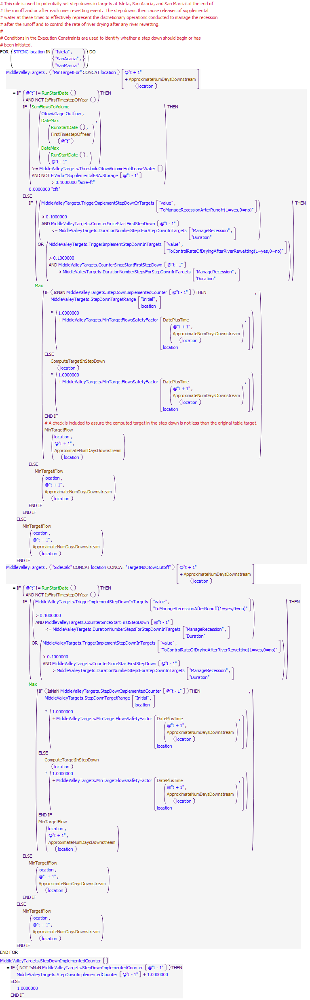 # This rule is used to potentially set step downs in targets at Isleta, San Acacia, and San Marcial at the end of
# the runoff and or after each river rewetting event.  The step downs then cause releases of supplemental
water at these times to effectively represent the discretionary operations conducted to manage the recession
# after the runoff and to control the rate of river drying after any river rewetting.
#
# Conditions in the Execution Constraints are used to identify whether a step down should begin or has
# been initiated.
FOR ( STRING location IN { "Isleta" ,
"SanAcacia" ,
"SanMarcial" } ) DO
MiddleValleyTargets . ( "MinTargetFor" CONCAT location ) [ @"t + 1"
+ ApproximateNumDaysDownstream
( location ) ]
= IF ( @"t" != RunStartDate ( )
AND NOT IsFirstTimestepOfYear ( ) ) THEN
IF ( SumFlowsToVolume THEN
( Otowi.Gage Outflow ,
DateMax ,
( RunStartDate ( ) ,
FirstTimestepOfYear
( @"t" ) )
DateMax
( RunStartDate ( ) ,
@"t - 1" ) )
>= MiddleValleyTargets.ThresholdOtowiVolumeHoldLeaseWater [ ]
AND NOT ElVado^SupplementalESA.Storage [ @"t - 1" ]
> 0.1000000 "acre-ft" )
0.0000000 "cfs"
ELSE
IF ( ( MiddleValleyTargets.TriggerImplementStepDownInTargets [ "value" , THEN
"ToManageRecessionAfterRunoff(1=yes,0=no)" ]
> 0.1000000
AND MiddleValleyTargets.CounterSinceStartFirstStepDown [ @"t - 1" ]
<= MiddleValleyTargets.DurationNumberStepsForStepDownInTargets [ "ManageRecession" ,
"Duration" ] )
OR ( MiddleValleyTargets.TriggerImplementStepDownInTargets [ "value" ,
"ToControlRateOfDryingAfterRiverRewetting(1=yes,0=no)" ]
> 0.1000000
AND MiddleValleyTargets.CounterSinceStartFirstStepDown [ @"t - 1" ]
> MiddleValleyTargets.DurationNumberStepsForStepDownInTargets [ "ManageRecession" ,
"Duration" ] ) )
Max
( IF ( IsNaN MiddleValleyTargets.StepDownImplementedCounter [ @"t - 1" ] ) THEN ,
MiddleValleyTargets.StepDownTargetRange [ "Initial" ,
location ]
* ( 1.0000000
+ MiddleValleyTargets.MinTargetFlowsSafetyFactor [ DatePlusTime ,
( @"t + 1" ,
ApproximateNumDaysDownstream
( location ) )
location ] )
ELSE
ComputeTargetInStepDown
( location )
* ( 1.0000000
+ MiddleValleyTargets.MinTargetFlowsSafetyFactor [ DatePlusTime ,
( @"t + 1" ,
ApproximateNumDaysDownstream
( location ) )
location ] )
END IF
# A check is included to assure the computed target in the step down is not less than the original table target.
MinTargetFlow
( location ,
@"t + 1" ,
ApproximateNumDaysDownstream
( location ) ) )
ELSE
MinTargetFlow
( location ,
@"t + 1" ,
ApproximateNumDaysDownstream
( location ) )
END IF
END IF
ELSE
MinTargetFlow
( location ,
@"t + 1" ,
ApproximateNumDaysDownstream
( location ) )
END IF
MiddleValleyTargets . ( "SideCalc" CONCAT location CONCAT "TargetNoOtowiCutoff" ) [ @"t + 1"
+ ApproximateNumDaysDownstream
( location ) ]
= IF ( @"t" != RunStartDate ( )
AND NOT IsFirstTimestepOfYear ( ) ) THEN
IF ( ( MiddleValleyTargets.TriggerImplementStepDownInTargets [ "value" , THEN
"ToManageRecessionAfterRunoff(1=yes,0=no)" ]
> 0.1000000
AND MiddleValleyTargets.CounterSinceStartFirstStepDown [ @"t - 1" ]
<= MiddleValleyTargets.DurationNumberStepsForStepDownInTargets [ "ManageRecession" ,
"Duration" ] )
OR ( MiddleValleyTargets.TriggerImplementStepDownInTargets [ "value" ,
"ToControlRateOfDryingAfterRiverRewetting(1=yes,0=no)" ]
> 0.1000000
AND MiddleValleyTargets.CounterSinceStartFirstStepDown [ @"t - 1" ]
> MiddleValleyTargets.DurationNumberStepsForStepDownInTargets [ "ManageRecession" ,
"Duration" ] ) )
Max
( IF ( IsNaN MiddleValleyTargets.StepDownImplementedCounter [ @"t - 1" ] ) THEN ,
MiddleValleyTargets.StepDownTargetRange [ "Initial" ,
location ]
* ( 1.0000000
+ MiddleValleyTargets.MinTargetFlowsSafetyFactor [ DatePlusTime ,
( @"t + 1" ,
ApproximateNumDaysDownstream
( location ) )
location ] )
ELSE
ComputeTargetInStepDown
( location )
* ( 1.0000000
+ MiddleValleyTargets.MinTargetFlowsSafetyFactor [ DatePlusTime ,
( @"t + 1" ,
ApproximateNumDaysDownstream
( location ) )
location ] )
END IF
MinTargetFlow
( location ,
@"t + 1" ,
ApproximateNumDaysDownstream
( location ) ) )
ELSE
MinTargetFlow
( location ,
@"t + 1" ,
ApproximateNumDaysDownstream
( location ) )
END IF
ELSE
MinTargetFlow
( location ,
@"t + 1" ,
ApproximateNumDaysDownstream
( location ) )
END IF
END FOR
MiddleValleyTargets.StepDownImplementedCounter [ ]
= IF ( NOT IsNaN MiddleValleyTargets.StepDownImplementedCounter [ @"t - 1" ] ) THEN
MiddleValleyTargets.StepDownImplementedCounter [ @"t - 1" ] + 1.0000000
ELSE
1.0000000
END IF